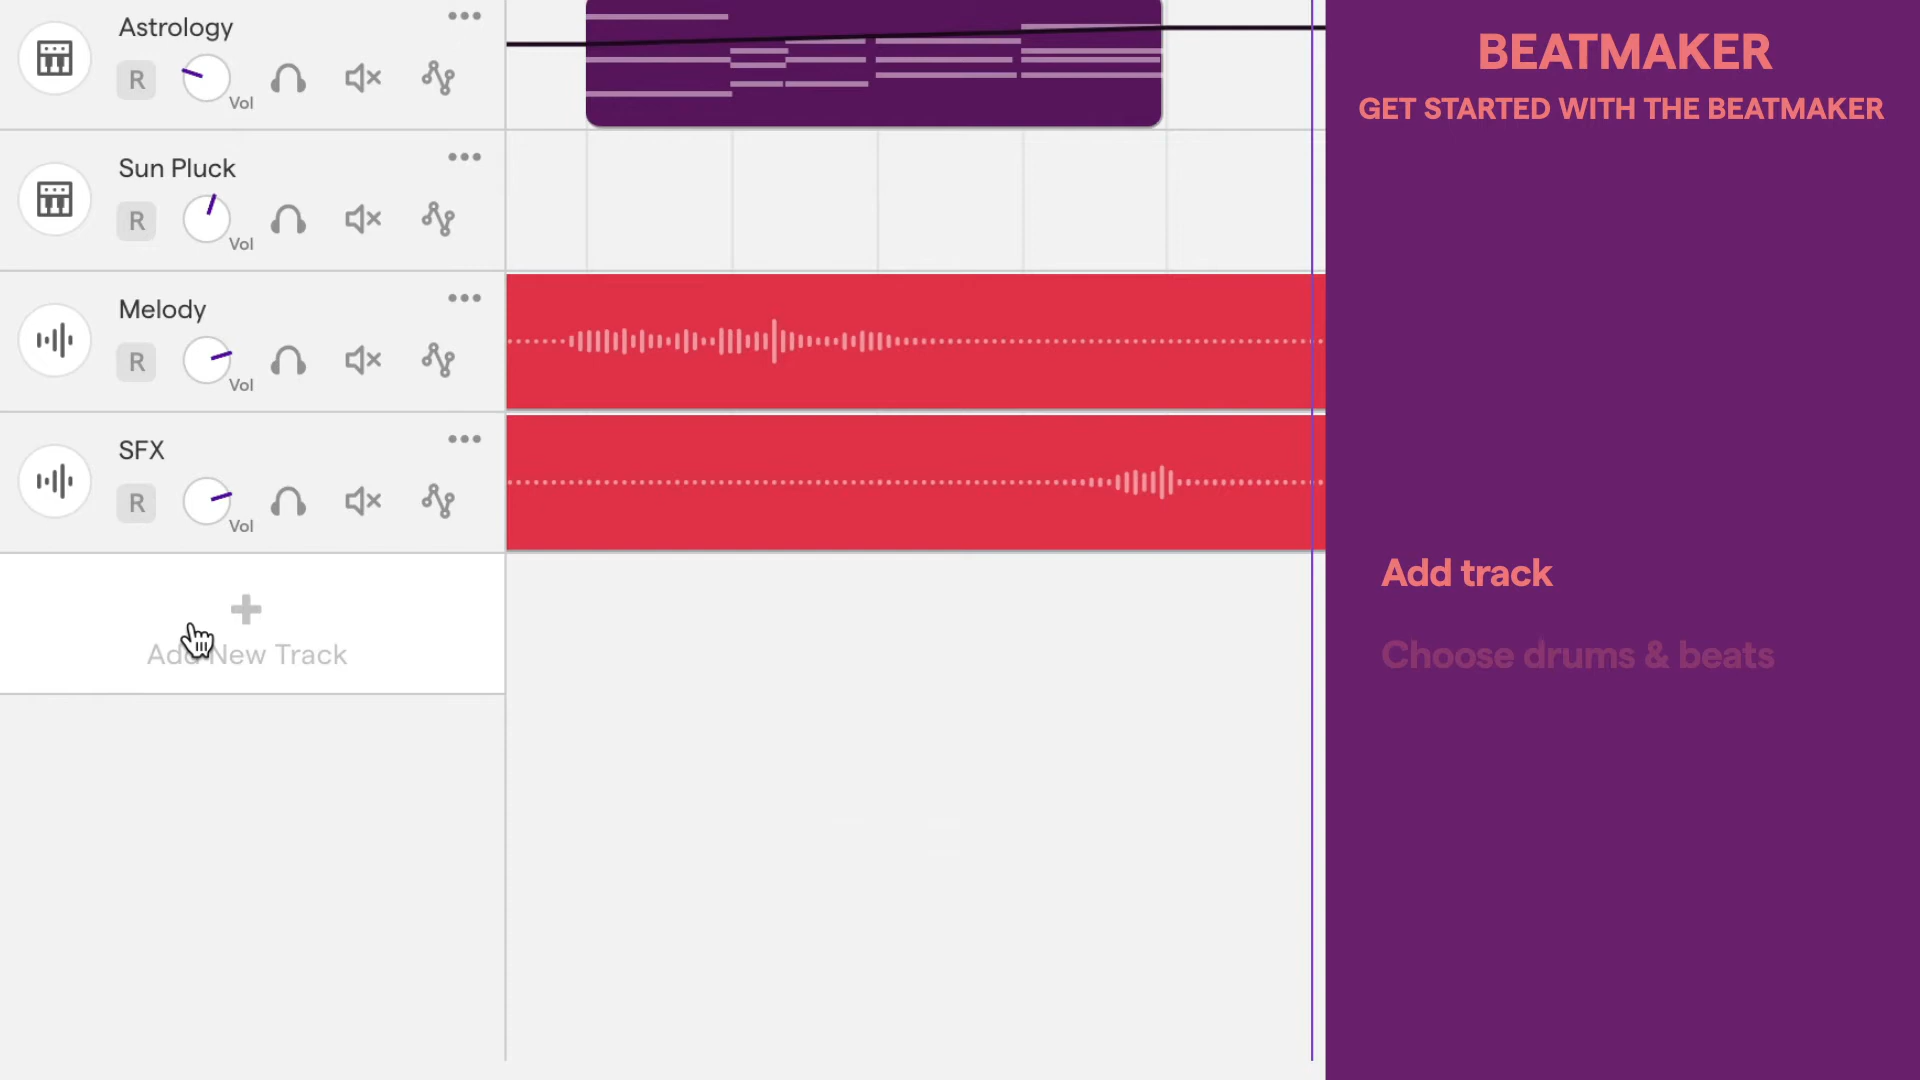 Astrology
R
Vol
Sun Pluck
R
Vol
Melody
R
Vol
SFX
R
Vol
Add New Track
BEATMAKER
GET STARTED WITH THE BEATMAKER
Add track
Choose drums & beats